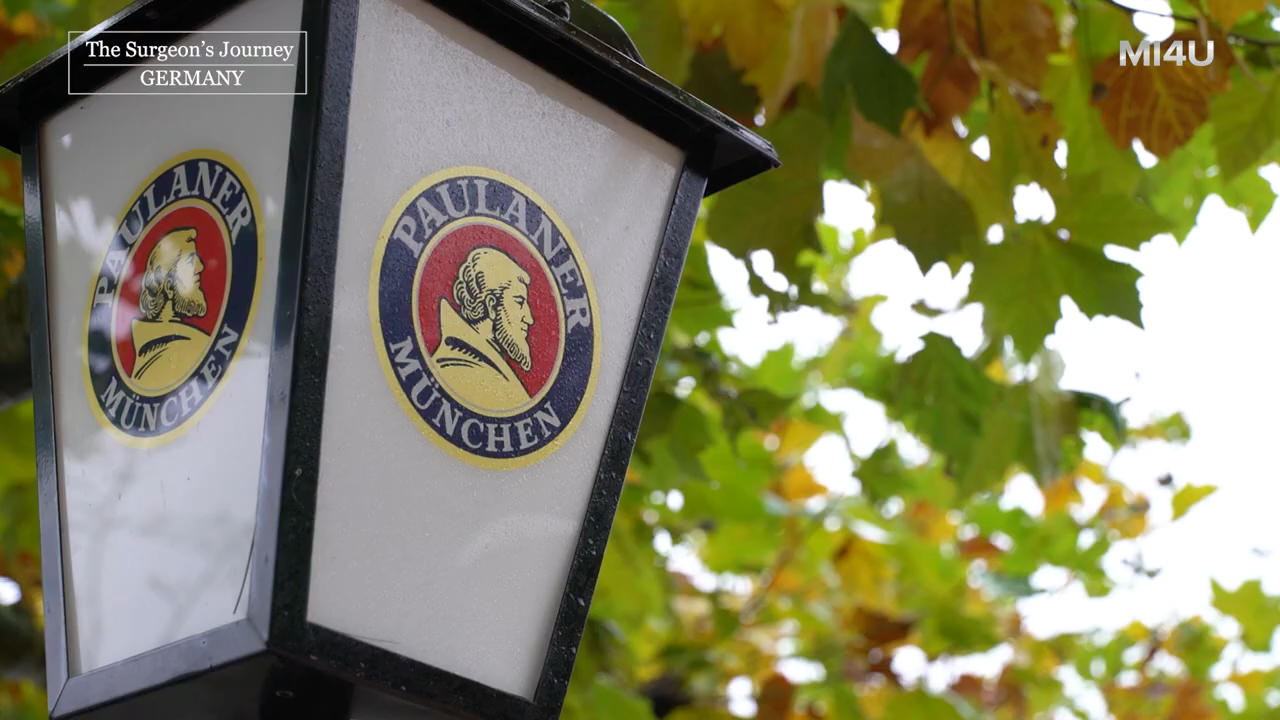 The Surgeon's Journey
GERMANY
MI4U
PAULANER
MÜNCHEN
PAULANER
MÜNCHEN